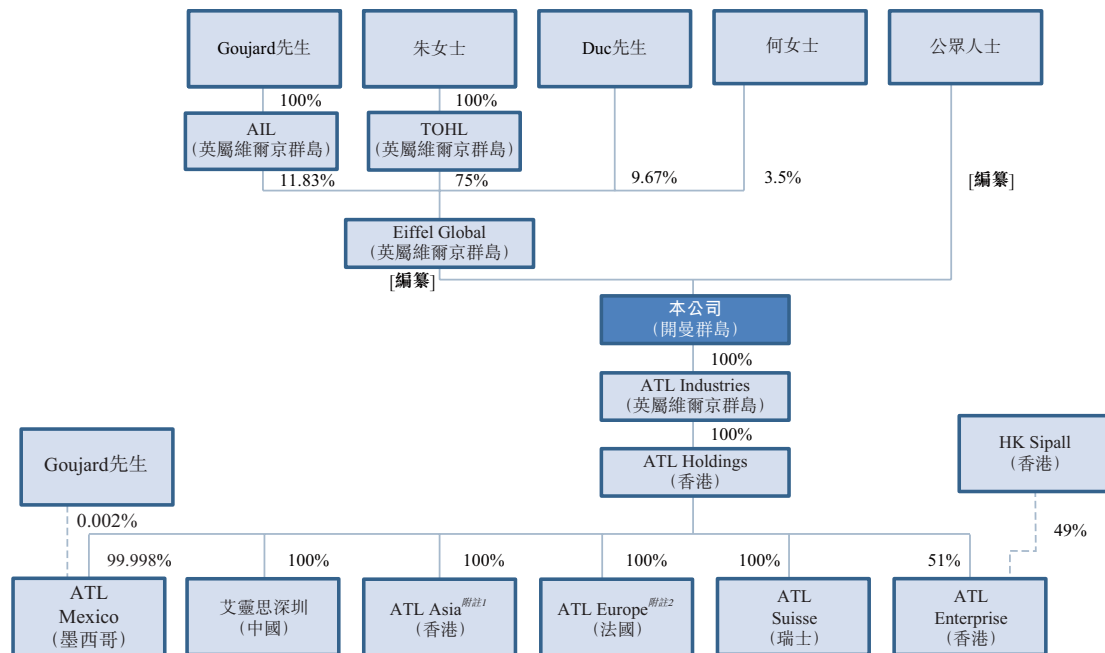 Goujard先生
朱女士
Duc先生
何女士
公眾人士
100%
100%
AIL
(英屬維爾京群島)
TOHL
(英屬維爾京群島)
11.83%
75%
9.67%
3.5%
[編纂]
Eiffel Global
(英屬維爾京群島)
[編纂]
本公司
(開曼群島)
100%
ATL Industries
(英屬維爾京群島)
100%
ATL Holdings
(香港)
Goujard先生
HK Sipall
(香港)
0.002%
49%
99.998%
100%
100%
100%
100%
51%
ATL
Mexico
(墨西哥)
艾靈思深圳
(中國)
ATL Asia附註1
(香港)
ATL Europe附註2
(法國)
ATL
Suisse
(瑞士)
ATL
Enterprise
(香港)